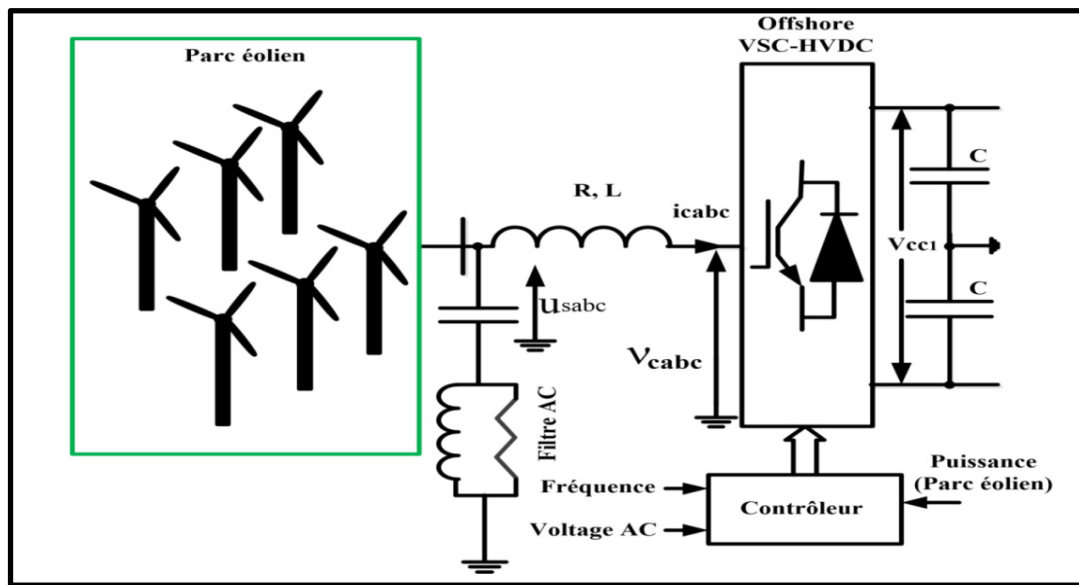 Offshore
VSC-HVDC
Parc éolien
R, L
icabc
C
Vcc1
usabc
C
Vcabc
Filtre AC
Fréquence
Voltage AC
Contrôleur
Puissance
(Parc éolien)